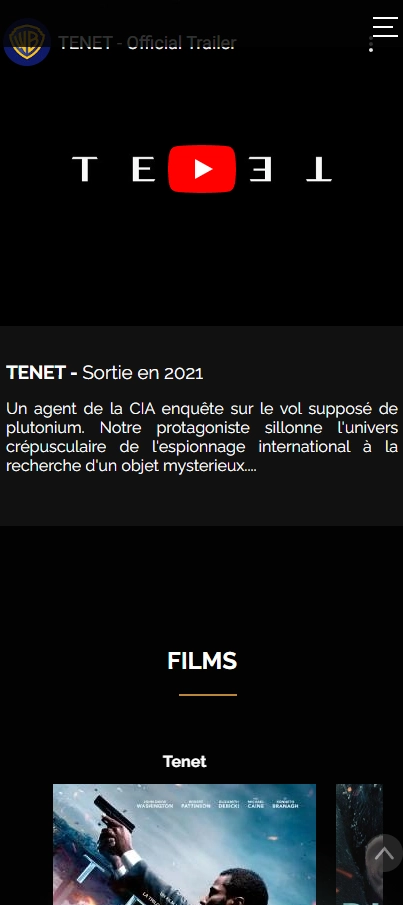 TENET - Official Trailer
T E Ǝ T
TENET - Sortie en 2021
Un agent de la CIA enquête sur le vol supposé de
plutonium. Notre protagoniste sillonne l'univers
crépusculaire de l'espionnage international à la
recherche d'un objet mysterieux....
FILMS
Tenet
JOHN DAVID WASHINGTON ROBERT PATTINSON ELIZABETH DEBICKI MICHAEL CAINE KENNETH BRANAGH